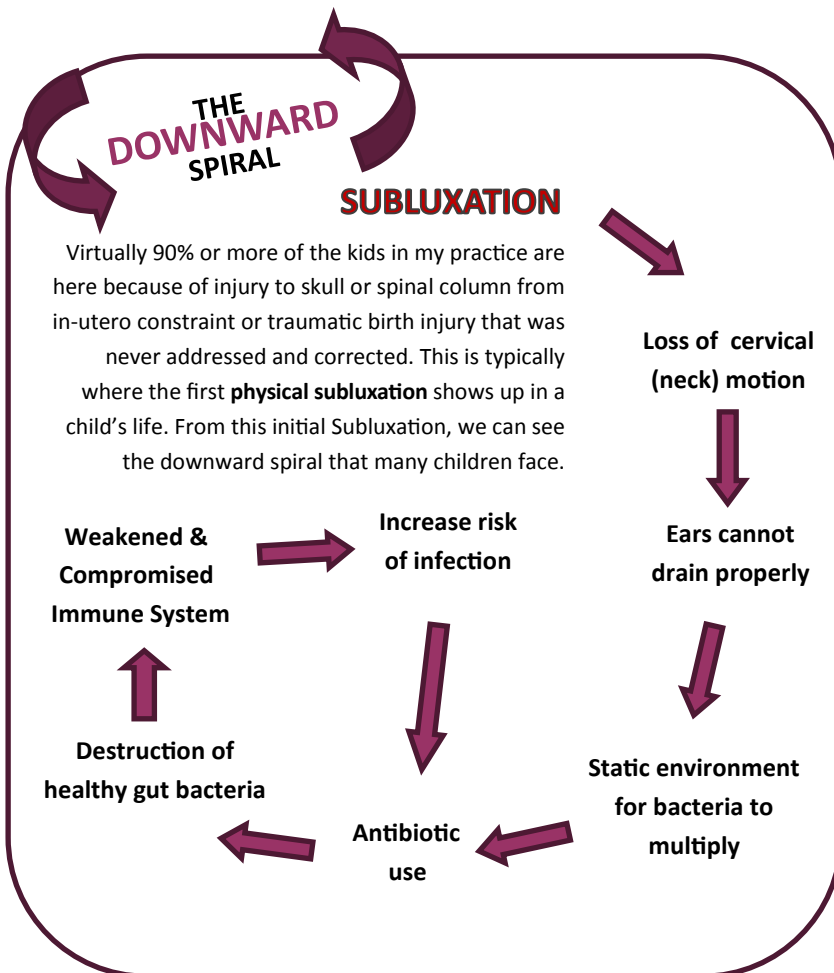 THE
DOWNWARD
SPIRAL
SUBLUXATION
Virtually 90% or more of the kids in my practice are
here because of injury to skull or spinal column from
in-utero constraint or traumatic birth injury that was
never addressed and corrected. This is typically
where the first physical subluxation shows up in a
child’s life. From this initial Subluxation, we can see
the downward spiral that many children face.
Loss of cervical
(neck) motion
Ears cannot
drain properly
Static environment
for bacteria to
multiply
Antibiotic
use
Destruction of
healthy gut bacteria
Weakened &
Compromised
Immune System
Increase risk
of infection